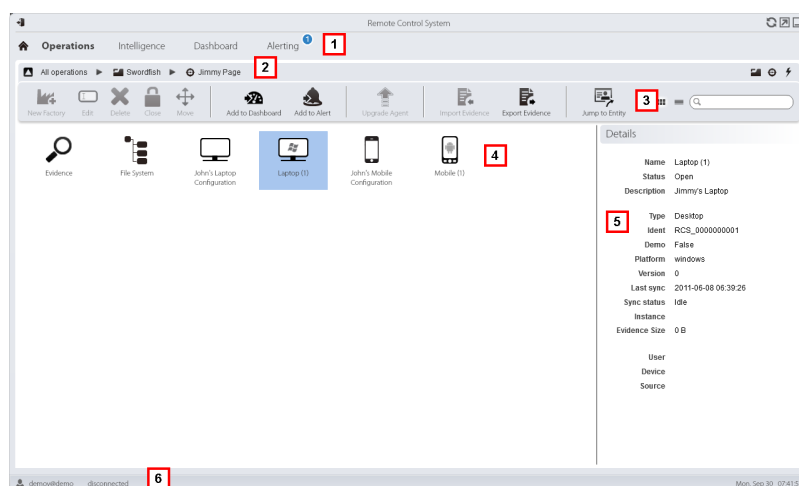 Remote Control System
Operations Intelligence Dashboard Alerting 1 1
All operations Swordfish Jimmy Page 2
New Factory Edit Delete Close Move Add to Dashboard Add to Alert Upgrade Agent Import Evidence Export Evidence Jump to Entity 3
Evidence
File System
John's Laptop
Configuration
Laptop (1)
John's Mobile
Configuration
Mobile (1)
4
Details
Name Laptop (1)
Status Open
Description Jimmy's Laptop
5
Type Desktop
Ident RCS_0000000001
Demo False
Platform windows
Version 0
Last sync 2011-06-08 06:39:26
Sync status Idle
Instance
Evidence Size 0 B
User
Device
Source
demo@demo disconnected 6
Mon, Sep 30 07:41:5